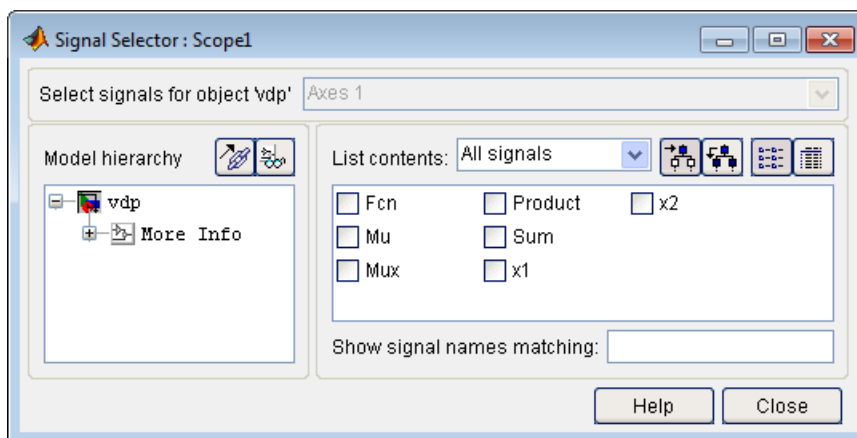 Signal Selector : Scope1
Select signals for object 'vdp' Axes 1
Model hierarchy
List contents: All signals
vdp
More Info
Fcn Product x2
Mu Sum
Mux x1
Show signal names matching:
Help Close